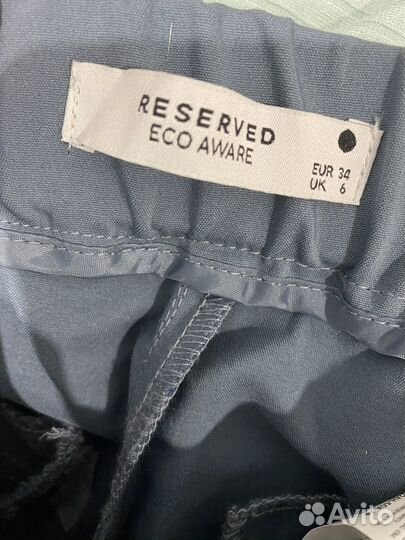 RESERVED
ECO AWARE
EUR 34
UK 6
Avito